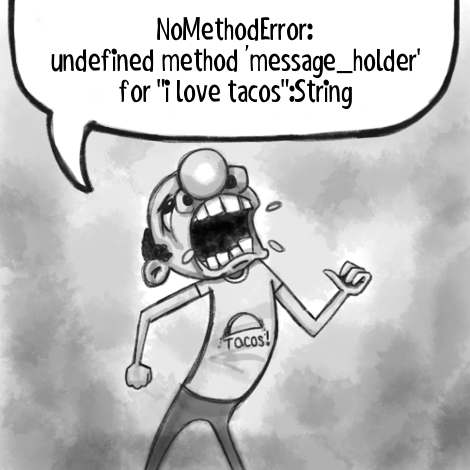 NoMethodError:
undefined method 'message_holder'
for "i love tacos":String
TACOS!